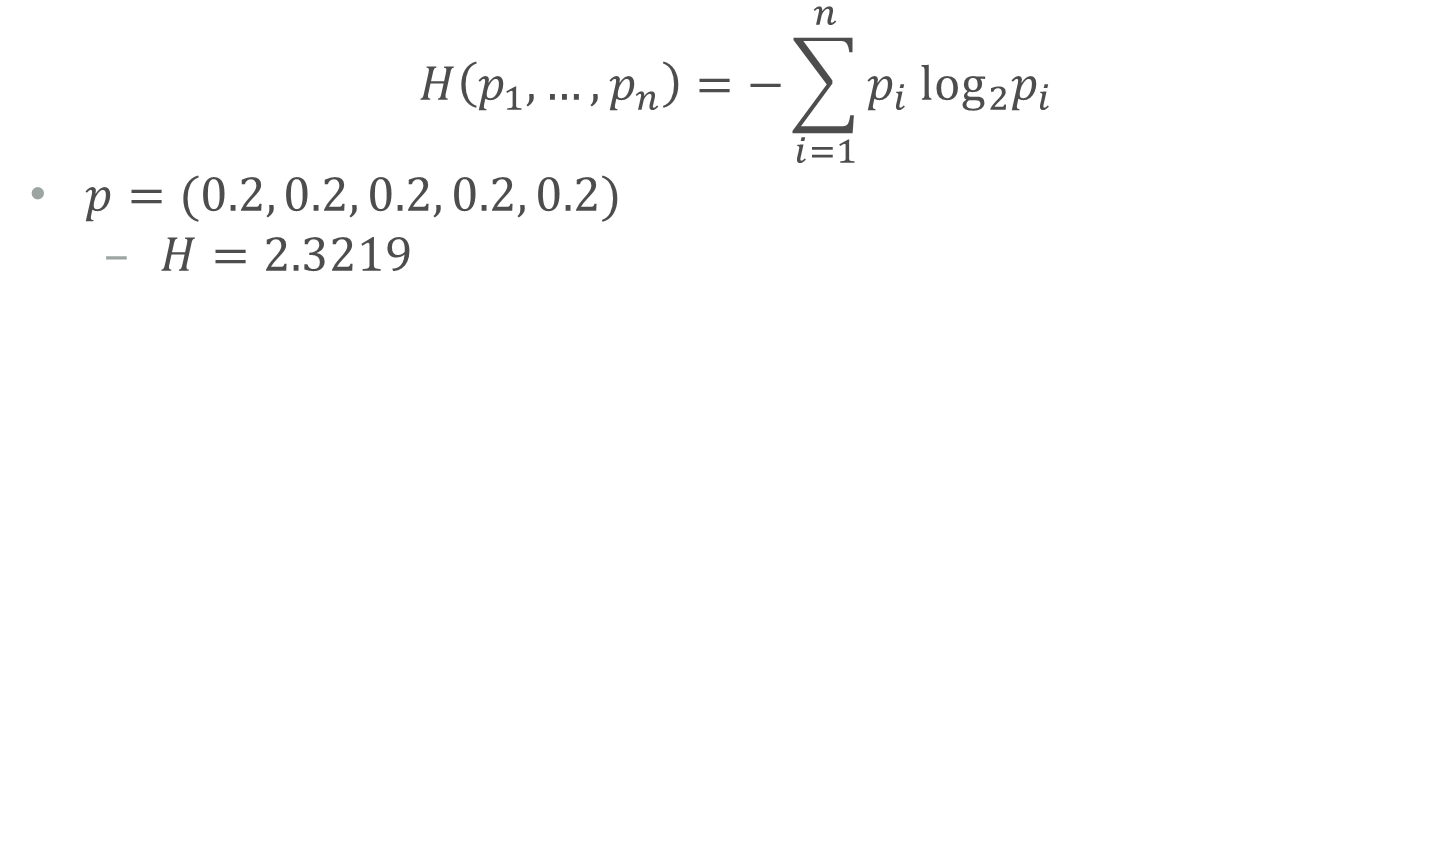 H(p₁, …, pₙ) = − ∑ᵢ₌₁ⁿ pᵢ log₂pᵢ
• p = (0.2, 0.2, 0.2, 0.2, 0.2)
– H = 2.3219